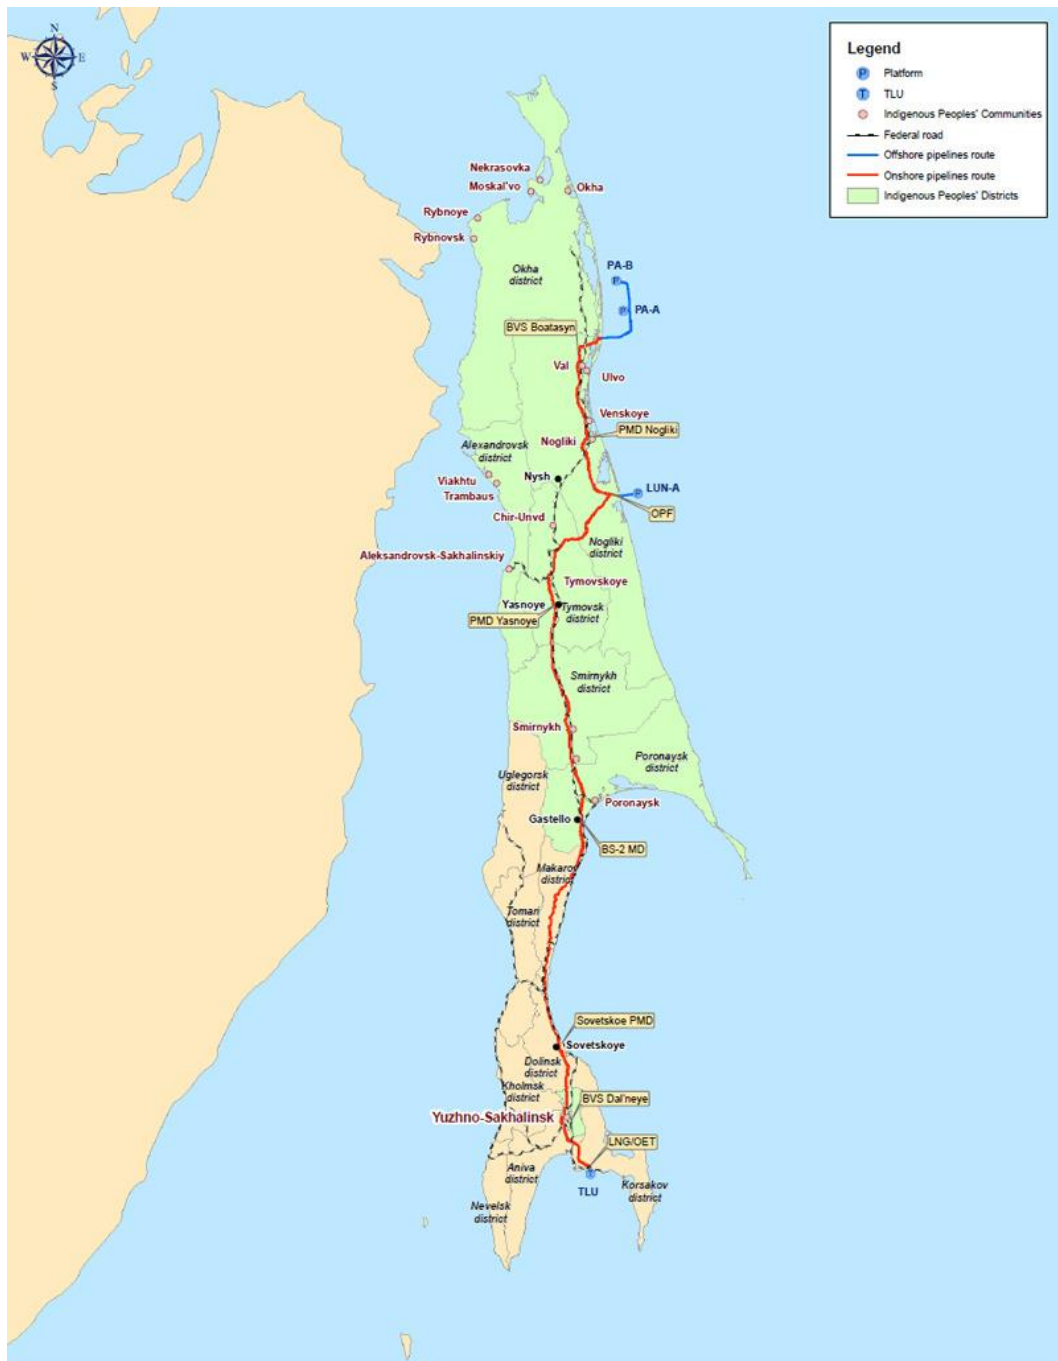 N
W
E
S
Legend
P
Platform
T
TLU
Indigenous Peoples' Communities
Federal road
Offshore pipelines route
Onshore pipelines route
Indigenous Peoples' Districts
Nekrasovka
Moskal'vo
Okha
Rybnoye
Rybnovsk
Okha
district
PA-B
P
P
PA-A
BVS Boatasyn
Val
Ulvo
Venskoye
PMD Nogliki
Nogliki
Alexandrovsk
district
Nysh
Viakhtu
Trambaus
LUN-A
P
OPF
Chir-Unvd
Nogliki
district
Aleksandrovsk-Sakhalinskiy
Tymovskoye
Yasnoye
Tymovsk
district
PMD Yasnoye
Smirnykh
district
Smirnykh
Poronaysk
district
Uglegorsk
district
Poronaysk
Gastello
BS-2 MD
Makarov
district
Tomari
district
Sovetskoe PMD
Sovetskoye
Dolinsk
district
Kholmsk
district
BVS Dal'neye
Yuzhno-Sakhalinsk
LNG/OET
Aniva
district
T
TLU
Korsakov
district
Nevelsk
district